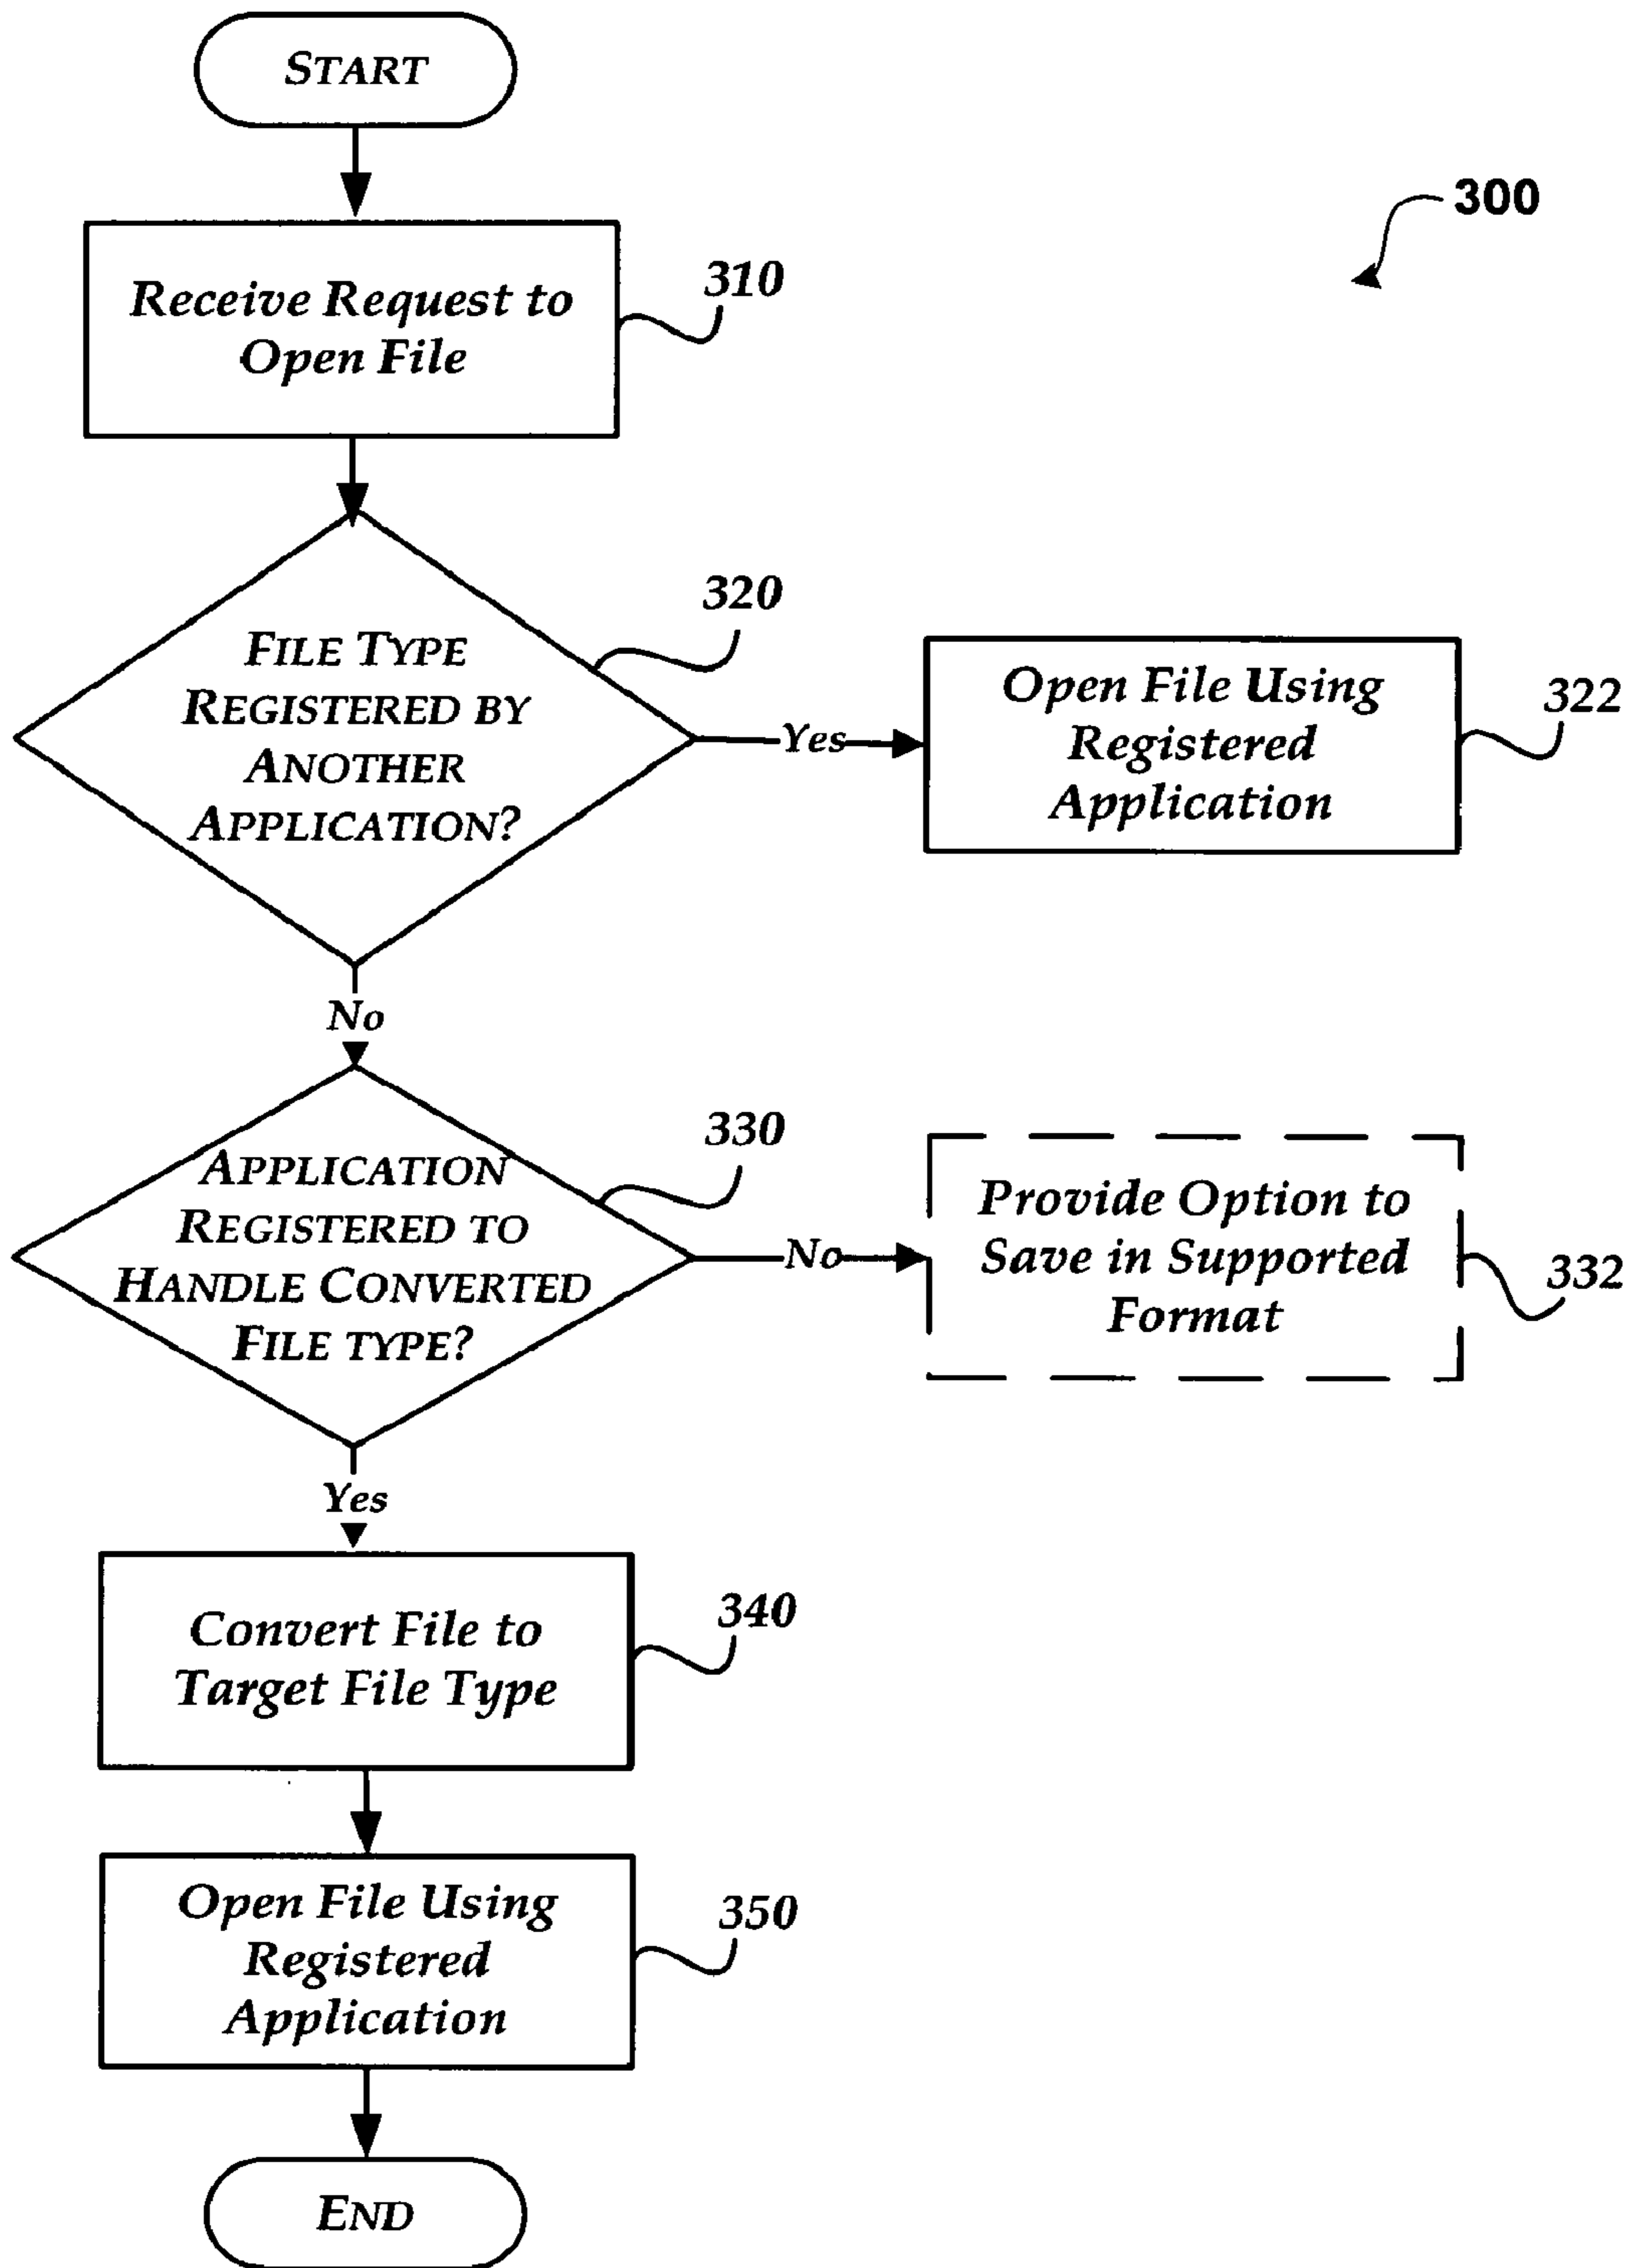 START
300
Receive Request to
Open File
310
FILE TYPE
REGISTERED BY
ANOTHER
APPLICATION?
320
Yes
Open File Using
Registered
Application
322
No
APPLICATION
REGISTERED TO
HANDLE CONVERTED
FILE TYPE?
330
No
Provide Option to
Save in Supported
Format
332
Yes
Convert File to
Target File Type
340
Open File Using
Registered
Application
350
END